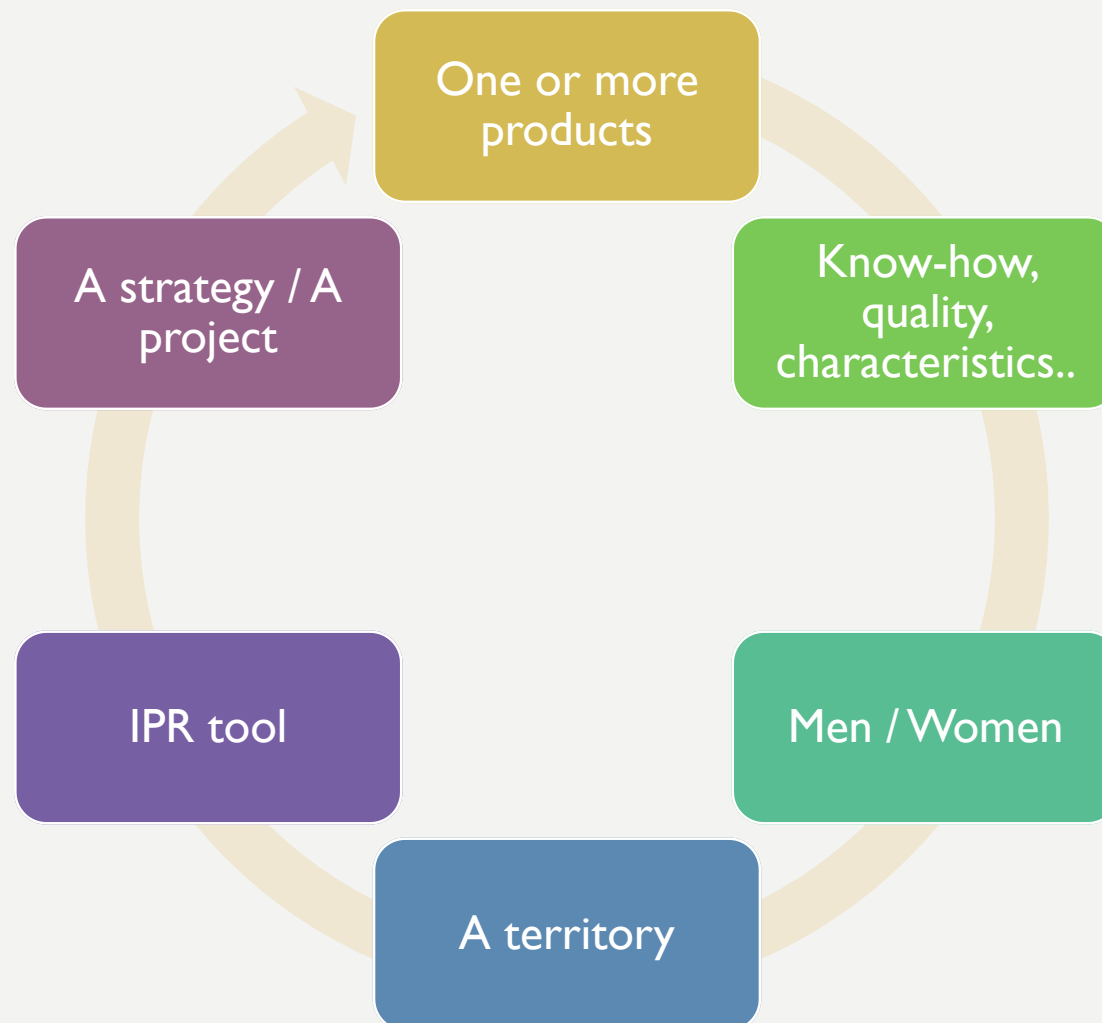 One or more
products
Know-how,
quality,
characteristics..
Men / Women
A territory
IPR tool
A strategy / A
project